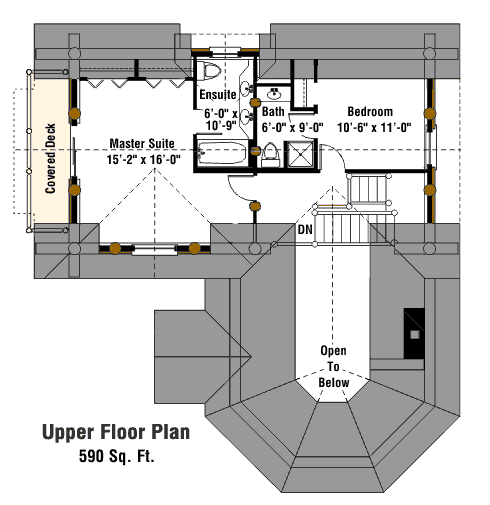 Ensuite
6'-0" x
10'-9"
Bath
6'-0" x 9'-0"
Bedroom
10'-6" x 11'-0"
Master Suite
15'-2" x 16'-0"
Covered Deck
DN
Open
To
Below
Upper Floor Plan
590 Sq. Ft.